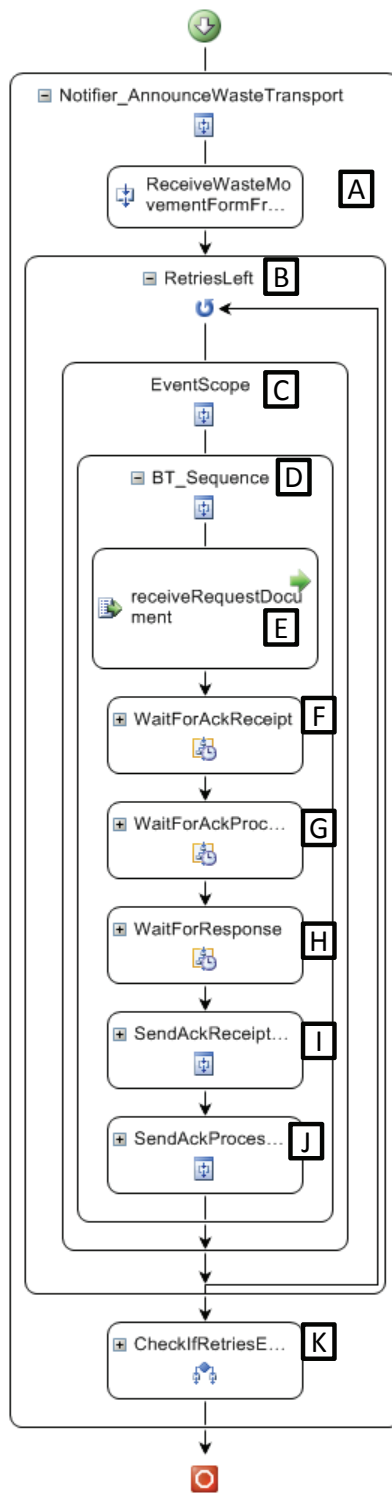 Notifier_AnnounceWasteTransport
ReceiveWasteMo
vementFormFr...
A
RetriesLeft
B
EventScope
C
BT_Sequence
D
receiveRequestDocu
ment
E
WaitForAckReceipt
F
WaitForAckProc...
G
WaitForResponse
H
SendAckReceipt...
I
SendAckProces...
J
CheckIfRetriesE...
K